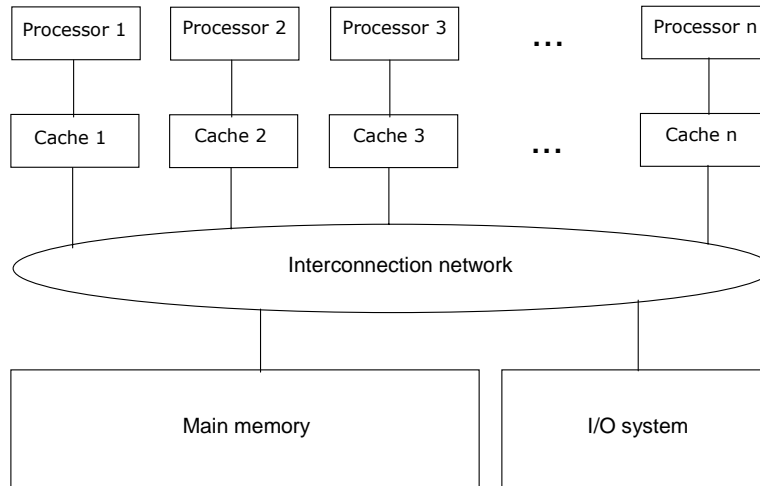 Processor 1
Processor 2
Processor 3
...
Processor n
Cache 1
Cache 2
Cache 3
...
Cache n
Interconnection network
Main memory
I/O system